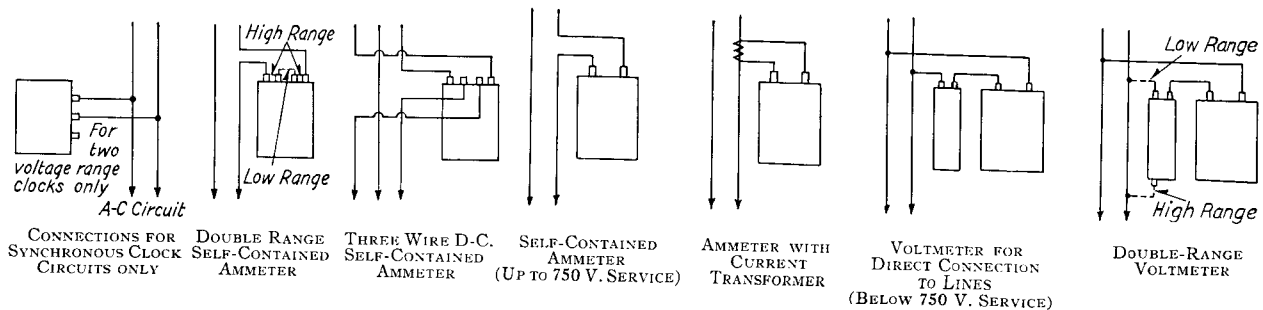 For
two
voltage range
clocks only
A-C Circuit
CONNECTIONS FOR
SYNCHRONOUS CLOCK
CIRCUITS ONLY
High Range
Low Range
DOUBLE RANGE
SELF-CONTAINED
AMMETER
THREE WIRE D-C.
SELF-CONTAINED
AMMETER
SELF-CONTAINED
AMMETER
(UP TO 750 V. SERVICE)
AMMETER WITH
CURRENT
TRANSFORMER
VOLTMETER FOR
DIRECT CONNECTION
TO LINES
(BELOW 750 V. SERVICE)
Low Range
High Range
DOUBLE-RANGE
VOLTMETER